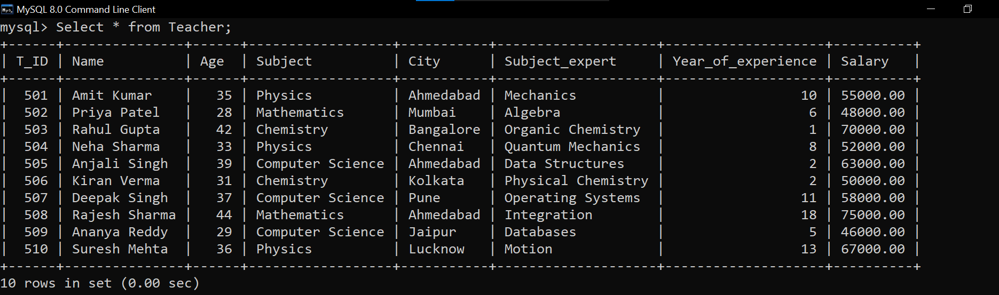 MySQL 8.0 Command Line Client
mysql> Select * from Teacher;
+------+---------------+------+------------------+-----------+--------------------+--------------------+----------+
| T_ID | Name          | Age  | Subject          | City      | Subject_expert     | Year_of_experience | Salary   |
+------+---------------+------+------------------+-----------+--------------------+--------------------+----------+
|  501 | Amit Kumar    |   35 | Physics          | Ahmedabad | Mechanics          |                 10 | 55000.00 |
|  502 | Priya Patel   |   28 | Mathematics      | Mumbai    | Algebra            |                  6 | 48000.00 |
|  503 | Rahul Gupta   |   42 | Chemistry        | Bangalore | Organic Chemistry  |                  1 | 70000.00 |
|  504 | Neha Sharma   |   33 | Physics          | Chennai   | Quantum Mechanics  |                  8 | 52000.00 |
|  505 | Anjali Singh  |   39 | Computer Science | Ahmedabad | Data Structures    |                  2 | 63000.00 |
|  506 | Kiran Verma   |   31 | Chemistry        | Kolkata   | Physical Chemistry |                  2 | 50000.00 |
|  507 | Deepak Singh  |   37 | Computer Science | Pune      | Operating Systems  |                 11 | 58000.00 |
|  508 | Rajesh Sharma |   44 | Mathematics      | Ahmedabad | Integration        |                 18 | 75000.00 |
|  509 | Ananya Reddy  |   29 | Computer Science | Jaipur    | Databases          |                  5 | 46000.00 |
|  510 | Suresh Mehta  |   36 | Physics          | Lucknow   | Motion             |                 13 | 67000.00 |
+------+---------------+------+------------------+-----------+--------------------+--------------------+----------+
10 rows in set (0.00 sec)